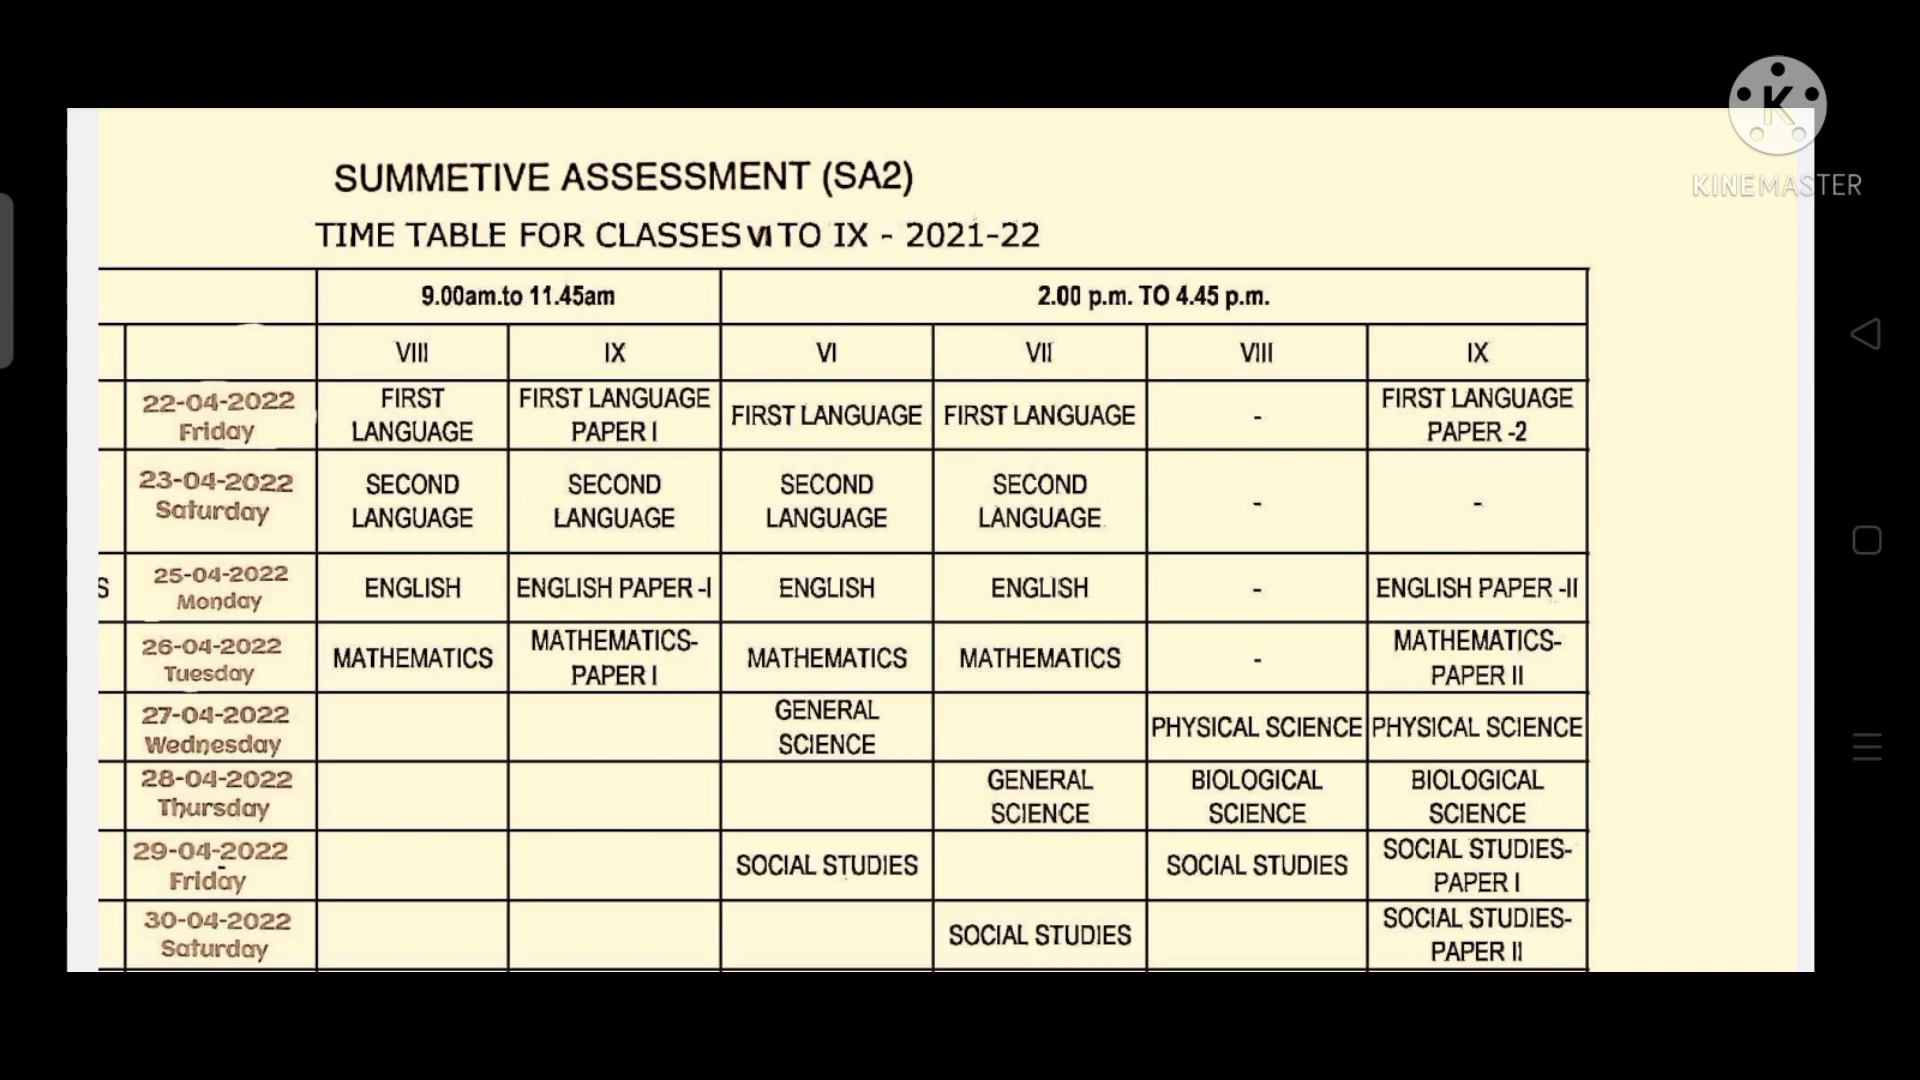 K
KINEMASTER
SUMMETIVE ASSESSMENT (SA2)
TIME TABLE FOR CLASSES VI TO IX - 2021-22
9.00am.to 11.45am
2.00 p.m. TO 4.45 p.m.
VIII
IX
VI
VII
VIII
IX
22-04-2022
Friday
FIRST
LANGUAGE
FIRST LANGUAGE
PAPER I
FIRST LANGUAGE
FIRST LANGUAGE
-
FIRST LANGUAGE
PAPER -2
23-04-2022
Saturday
SECOND
LANGUAGE
SECOND
LANGUAGE
SECOND
LANGUAGE
SECOND
LANGUAGE
-
-
S
25-04-2022
Monday
ENGLISH
ENGLISH PAPER -I
ENGLISH
ENGLISH
-
ENGLISH PAPER -II
26-04-2022
Tuesday
MATHEMATICS
MATHEMATICS-
PAPER I
MATHEMATICS
MATHEMATICS
-
MATHEMATICS-
PAPER II
27-04-2022
Wednesday
GENERAL
SCIENCE
PHYSICAL SCIENCE
PHYSICAL SCIENCE
28-04-2022
Thursday
GENERAL
SCIENCE
BIOLOGICAL
SCIENCE
BIOLOGICAL
SCIENCE
29-04-2022
Friday
SOCIAL STUDIES
SOCIAL STUDIES
SOCIAL STUDIES-
PAPER I
30-04-2022
Saturday
SOCIAL STUDIES
SOCIAL STUDIES-
PAPER II